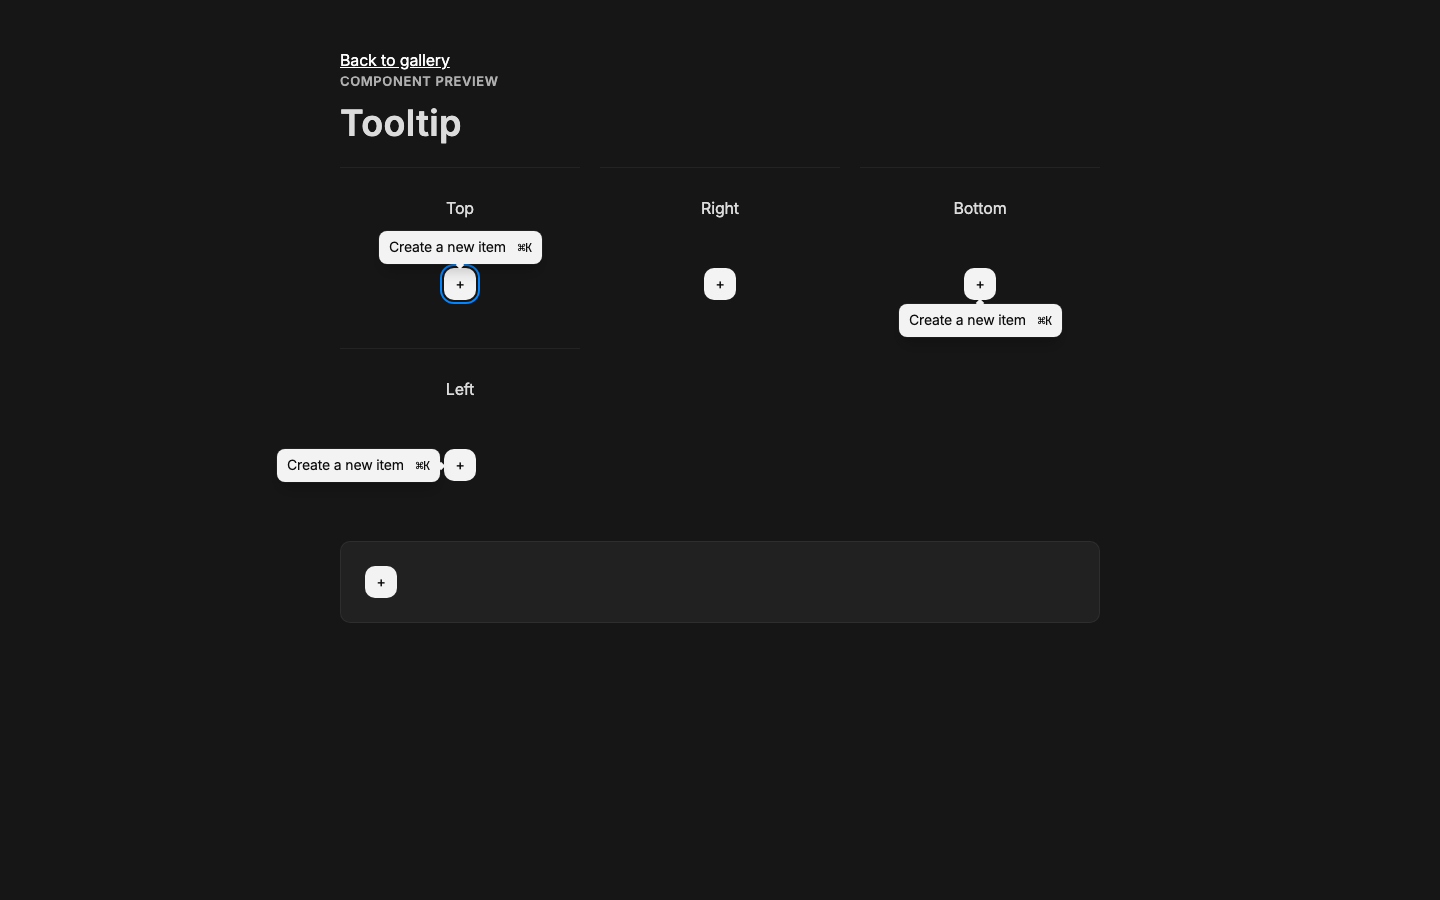 Back to gallery
COMPONENT PREVIEW
Tooltip
Top
Right
Bottom
Create a new item ⌘K
+
+
+
Create a new item ⌘K
Left
Create a new item ⌘K
+
+